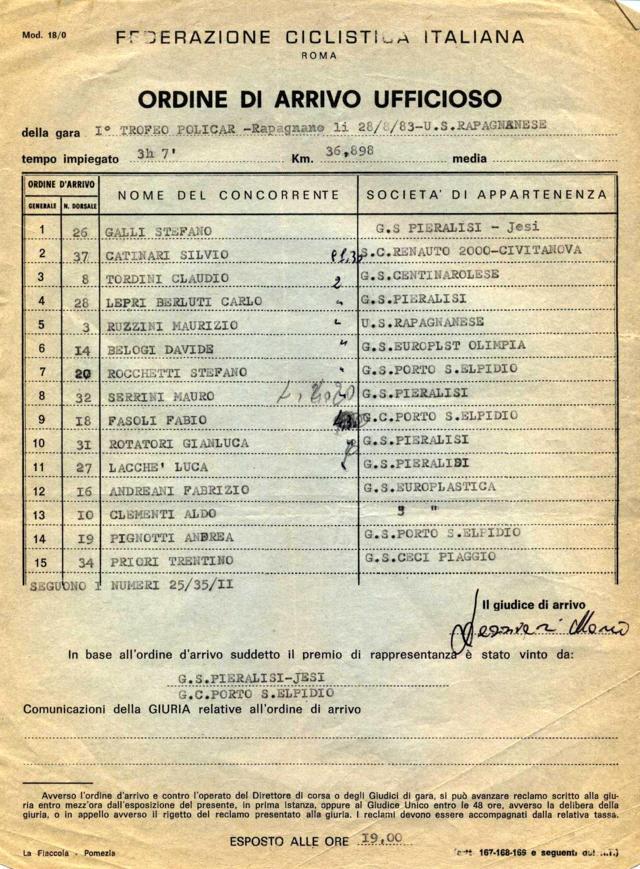 Mod. 18/0
FEDERAZIONE CICLISTICA ITALIANA
ROMA
ORDINE DI ARRIVO UFFICIOSO
della gara I° TROFEO POLICAR -Rapagnano li 28/8/83-U.S.RAPAGNANESE
tempo impiegato 3h 7' Km. 36,898 media
ORDINE D'ARRIVO NOME DEL CONCORRENTE SOCIETA' DI APPARTENENZA
GENERALE N. DORSALE
1 26 GALLI STEFANO G.S PIERALISI - Jesi
2 37 CATINARI SILVIO S.C.RENAUTO 2000-CIVITANOVA
3 8 TORDINI CLAUDIO 2 G.S.CENTINAROLESE
4 28 LEPRI BERLUTI CARLO " G.S.PIERALISI
5 3 RUZZINI MAURIZIO " U.S.RAPAGNANESE
6 14 BELOGI DAVIDE " G.S.EUROPLST OLIMPIA
7 20 ROCCHETTI STEFANO " G.S.PORTO S.ELPIDIO
8 32 SERRINI MAURO G.S.PIERALISI
9 18 FASOLI FABIO G.C.PORTO S.ELPIDIO
10 31 ROTATORI GIANLUCA G.S.PIERALISI
11 27 LACCHE' LUCA G.S.PIERALISI
12 16 ANDREANI FABRIZIO G.S.EUROPLASTICA
13 IO CLEMENTI ALDO " "
14 19 PIGNOTTI ANDREA G.S.PORTO S.ELPIDIO
15 34 PRIORI TRENTINO G.S.CECI PIAGGIO
SEGUONO I NUMERI 25/35/II
Il giudice di arrivo
In base all'ordine d'arrivo suddetto il premio di rappresentanza è stato vinto da:
G.S.PIERALISI-JESI
G.C.PORTO S.ELPIDIO
Comunicazioni della GIURIA relative all'ordine di arrivo
Avverso l'ordine d'arrivo e contro l'operato del Direttore di corsa o degli Giudici di gara, si può avanzare reclamo scritto alla giu-
ria entro mezz'ora dall'esposizione del presente, in prima istanza, oppure al Giudice Unico entro le 48 ore, avverso la delibera della
giuria, o in appello avverso il rigetto del reclamo presentato alla giuria. I reclami devono essere accompagnati dalla relativa tassa.
ESPOSTO ALLE ORE I9,00
La Fiaccola - Pomezia (art. 167-168-169 e seguenti del R.T.)